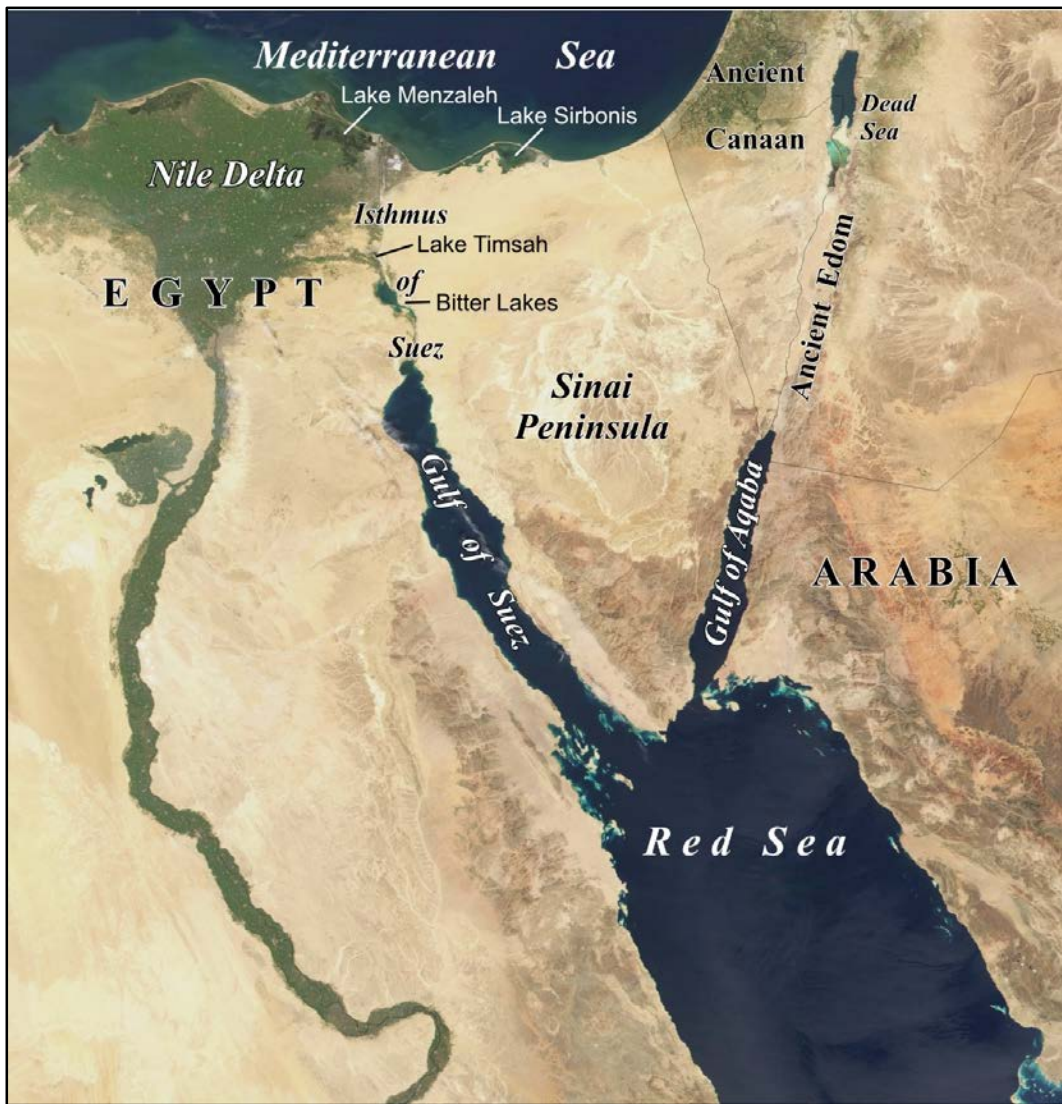 Mediterranean Sea
Lake Menzaleh
Lake Sirbonis
Ancient
Canaan
Dead
Sea
Nile Delta
Isthmus
of
Suez
Lake Timsah
Bitter Lakes
EGYPT
Sinai
Peninsula
Ancient Edom
Gulf of Suez
Gulf of Aqaba
ARABIA
Red Sea